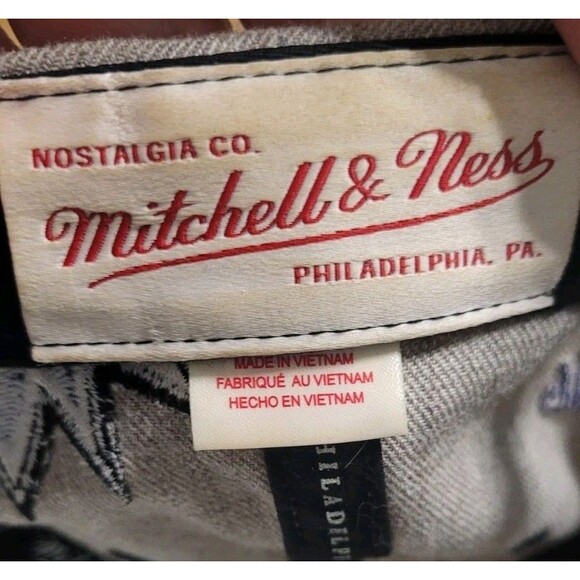 NOSTALGIA CO.
Mitchell & Ness
PHILADELPHIA, PA.
MADE IN VIETNAM
FABRIQUÉ AU VIETNAM
HECHO EN VIETNAM